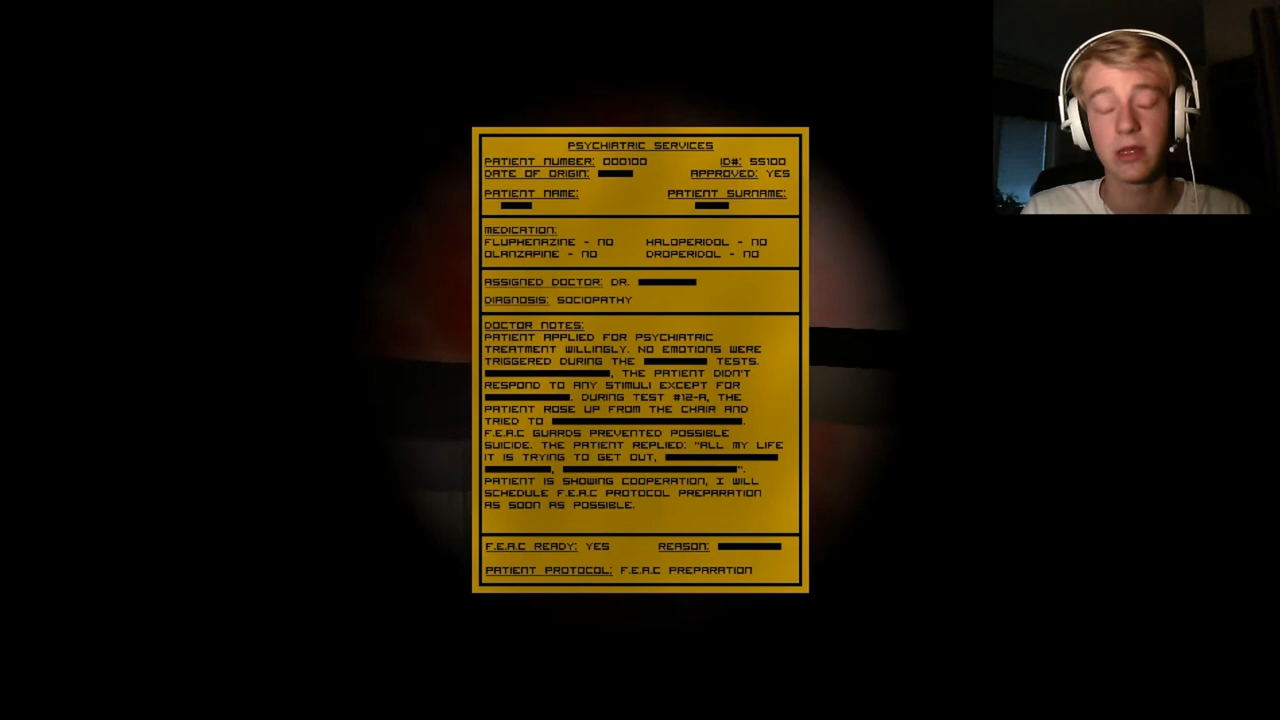 PSYCHIATRIC SERVICES
PATIENT NUMBER: 000100 ID#: 55100
DATE OF ORIGIN: APPROVED: YES
PATIENT NAME: PATIENT SURNAME:
MEDICATION:
FLUPHENAZINE - NO HALOPERIDOL - NO
OLANZAPINE - NO DROPERIDOL - NO
ASSIGNED DOCTOR: DR.
DIAGNOSIS: SOCIOPATHY
DOCTOR NOTES:
PATIENT APPLIED FOR PSYCHIATRIC
TREATMENT WILLINGLY. NO EMOTIONS WERE
TRIGGERED DURING THE TESTS.
, THE PATIENT DIDN'T
RESPOND TO ANY STIMULI EXCEPT FOR
. DURING TEST #12-A, THE
PATIENT ROSE UP FROM THE CHAIR AND
TRIED TO .
F.E.A.C GUARDS PREVENTED POSSIBLE
SUICIDE. THE PATIENT REPLIED: "ALL MY LIFE
IT IS TRYING TO GET OUT,
, ".
PATIENT IS SHOWING COOPERATION, I WILL
SCHEDULE F.E.A.C PROTOCOL PREPARATION
AS SOON AS POSSIBLE.
F.E.A.C READY: YES REASON:
PATIENT PROTOCOL: F.E.A.C PREPARATION